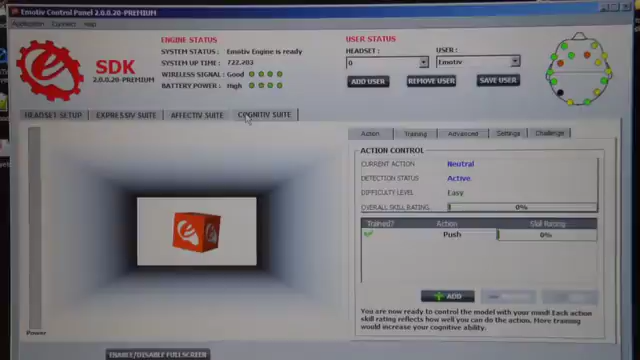 Emotiv Control Panel 2.0.0.20-PREMIUM
Application Connect Help
SDK
2.0.0.20-PREMIUM
ENGINE STATUS
SYSTEM STATUS : Emotiv Engine is ready
SYSTEM UP TIME : 722.203
WIRELESS SIGNAL: Good
BATTERY POWER : High
USER STATUS
HEADSET: USER:
0 Emotiv
ADD USER REMOVE USER SAVE USER
HEADSET SETUP EXPRESSIV SUITE AFFECTIV SUITE COGNITIV SUITE
Power
ENABLE/DISABLE FULLSCREEN
Action Training Advanced Settings Challenge
ACTION CONTROL
CURRENT ACTION Neutral
DETECTION STATUS Active
DIFFICULTY LEVEL Easy
OVERALL SKILL RATING: 0%
Trained? Action Skill Rating
Push 0%
ADD
You are now ready to control the model with your mind! Each action
skill rating reflects how well you can do the action. More training
would increase your cognitiv ability.